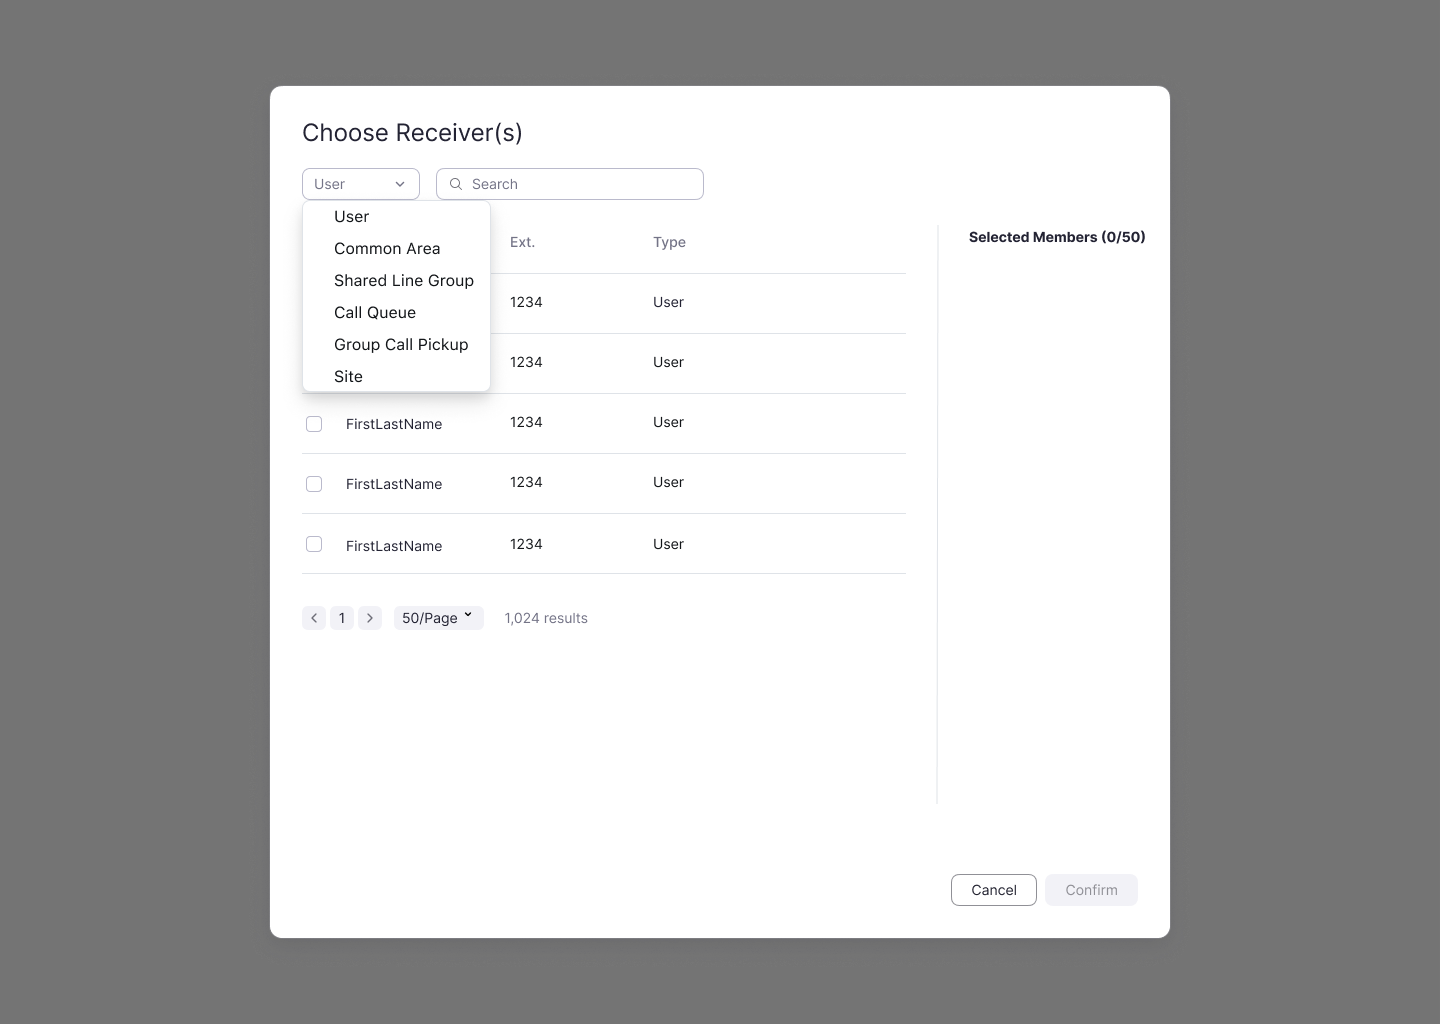 Choose Receiver(s)
User
Search
User
Common Area
Shared Line Group
Call Queue
Group Call Pickup
Site
Ext. Type
1234 User
1234 User
FirstLastName 1234 User
FirstLastName 1234 User
FirstLastName 1234 User
1 50/Page 1,024 results
Selected Members (0/50)
Cancel Confirm